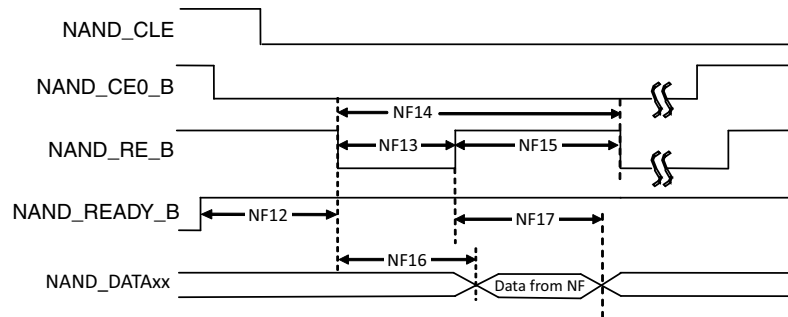 NAND_CLE
NAND_CE0_B
NF14
NAND_RE_B
NF13
NF15
NAND_READY_B
NF12
NF17
NF16
NAND_DATAxx
Data from NF